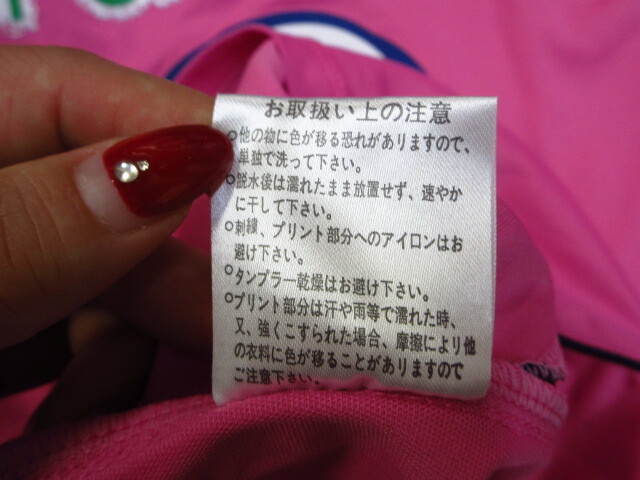 お取扱い上の注意
○他の物に色が移る恐れがありますので、
単独で洗って下さい。
○脱水後は濡れたまま放置せず、速やか
に干して下さい。
○刺繍、プリント部分へのアイロンはお
避け下さい。
○タンブラー乾燥はお避け下さい。
○プリント部分は汗や雨等で濡れた時、
又、強くこすられた場合、摩擦により他
の衣料に色が移ることがありますので
ご注意下さい。